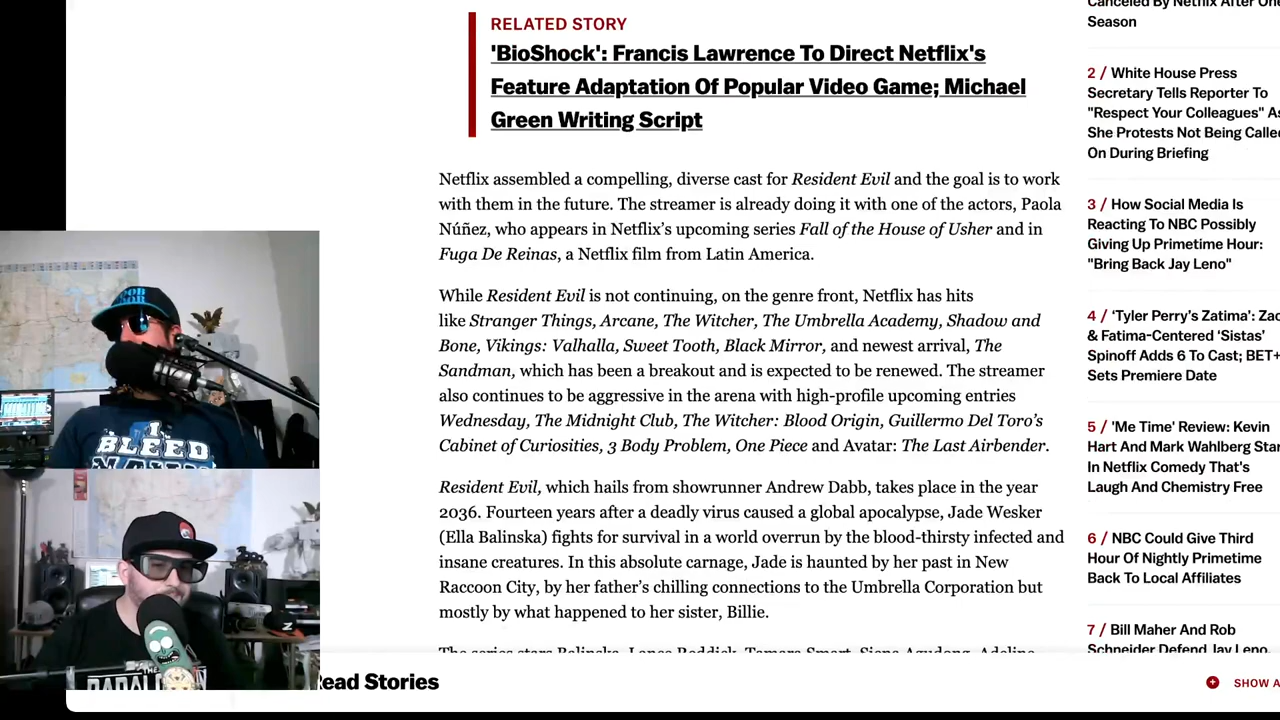 RELATED STORY
'BioShock': Francis Lawrence To Direct Netflix's
Feature Adaptation Of Popular Video Game; Michael
Green Writing Script
Netflix assembled a compelling, diverse cast for Resident Evil and the goal is to work
with them in the future. The streamer is already doing it with one of the actors, Paola
Núñez, who appears in Netflix’s upcoming series Fall of the House of Usher and in
Fuga De Reinas, a Netflix film from Latin America.
While Resident Evil is not continuing, on the genre front, Netflix has hits
like Stranger Things, Arcane, The Witcher, The Umbrella Academy, Shadow and
Bone, Vikings: Valhalla, Sweet Tooth, Black Mirror, and newest arrival, The
Sandman, which has been a breakout and is expected to be renewed. The streamer
also continues to be aggressive in the arena with high-profile upcoming entries
Wednesday, The Midnight Club, The Witcher: Blood Origin, Guillermo Del Toro’s
Cabinet of Curiosities, 3 Body Problem, One Piece and Avatar: The Last Airbender.
Resident Evil, which hails from showrunner Andrew Dabb, takes place in the year
2036. Fourteen years after a deadly virus caused a global apocalypse, Jade Wesker
(Ella Balinska) fights for survival in a world overrun by the blood-thirsty infected and
insane creatures. In this absolute carnage, Jade is haunted by her past in New
Raccoon City, by her father’s chilling connections to the Umbrella Corporation but
mostly by what happened to her sister, Billie.
Canceled By Netflix After One
Season
2 / White House Press
Secretary Tells Reporter To
"Respect Your Colleagues" As
She Protests Not Being Called
On During Briefing
3 / How Social Media Is
Reacting To NBC Possibly
Giving Up Primetime Hour:
"Bring Back Jay Leno"
4 / ‘Tyler Perry’s Zatima’: Zac
& Fatima-Centered ‘Sistas’
Spinoff Adds 6 To Cast; BET+
Sets Premiere Date
5 / 'Me Time' Review: Kevin
Hart And Mark Wahlberg Star
In Netflix Comedy That's
Laugh And Chemistry Free
6 / NBC Could Give Third
Hour Of Nightly Primetime
Back To Local Affiliates
7 / Bill Maher And Rob
Schneider Defend Jay Leno,
Read Stories
SHOW A
I
BLEED